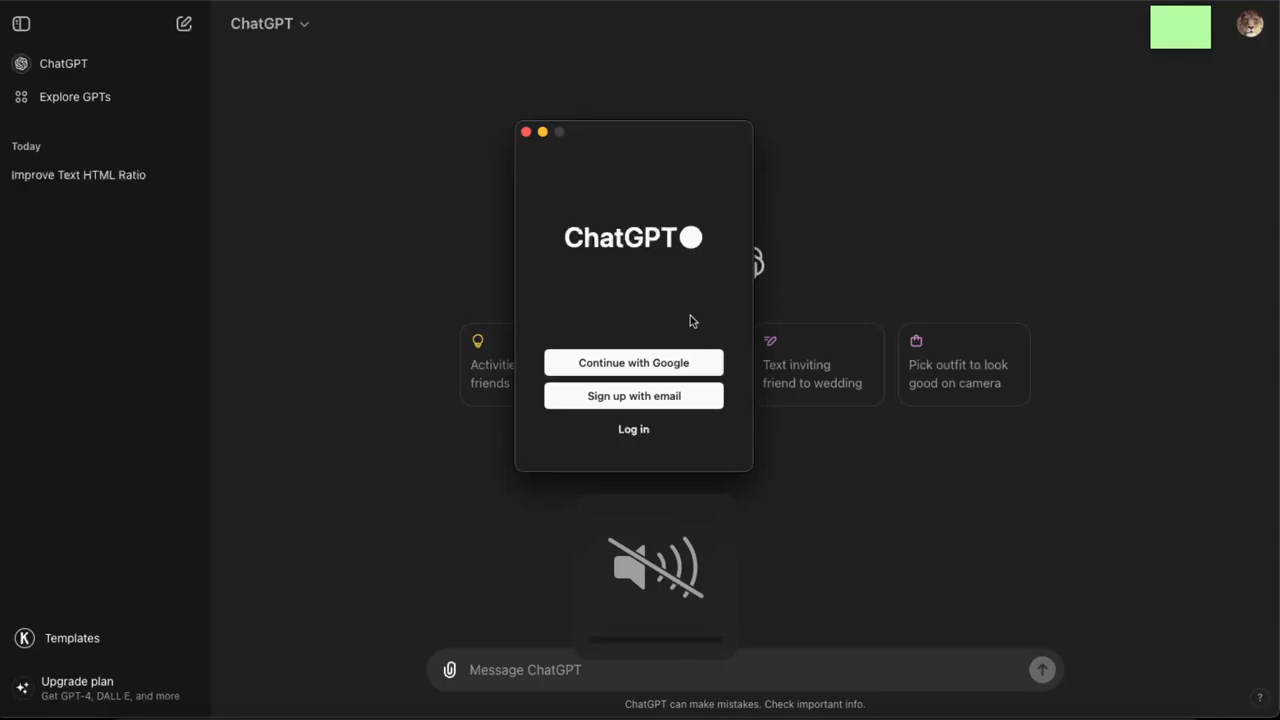 ChatGPT
ChatGPT
Explore GPTs
Today
Improve Text HTML Ratio
ChatGPT
Continue with Google
Sign up with email
Log in
Activitie
friends
Text inviting
friend to wedding
Pick outfit to look
good on camera
K
Templates
Upgrade plan
Get GPT-4, DALL·E, and more
Message ChatGPT
ChatGPT can make mistakes. Check important info.
?